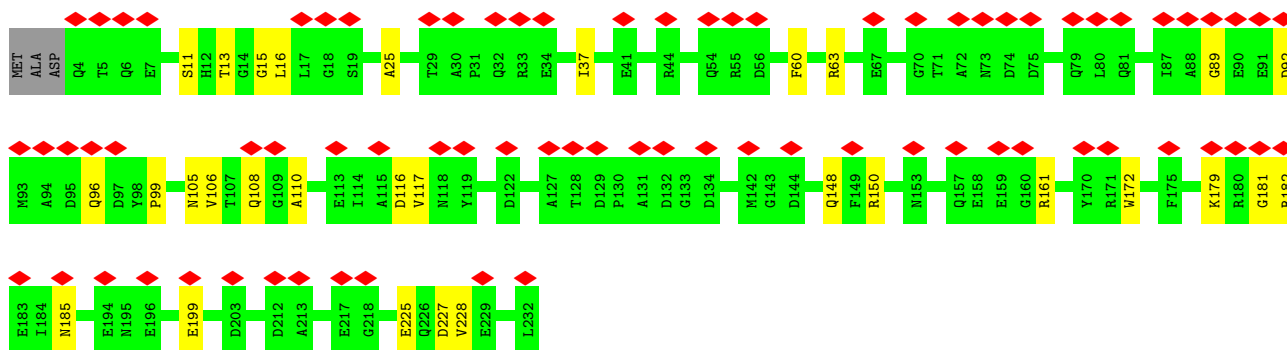 MET ALA ASP Q4 T5 Q6 E7 S11 H12 T13 G14 G15 L16 L17 G18 S19 A25 T29 A30 P31 Q32 R33 E34 I37 E41 R44 Q54 R55 D56 F60 R63 E67 G70 T71 A72 N73 D74 D75 Q79 L80 Q81 I87 A88 G89 E90 E91 D92
M93 A94 D95 Q96 D97 Y98 P99 N105 V106 T107 Q108 G109 A110 E113 I114 A115 D116 V117 N118 Y119 D122 A127 T128 D129 P130 A131 D132 G133 D134 M142 G143 D144 Q148 F149 R150 N153 Q157 E158 E159 G160 R161 Y170 R171 W172 F175 K179 R180 G181 R182
E183 I184 N185 E194 N195 E196 E199 D203 D212 A213 E217 G218 E225 Q226 D227 V228 E229 L232